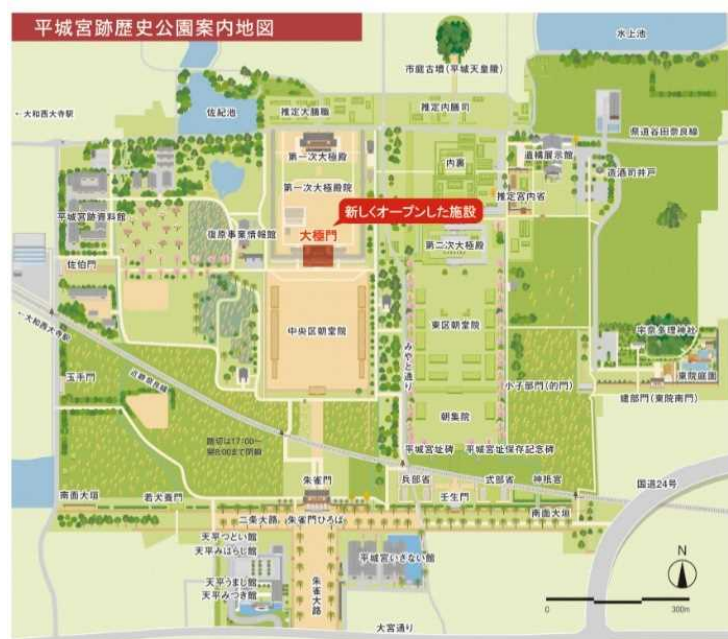 平城宮跡歴史公園案内地図
水上池
市庭古墳(平城天皇陵)
佐紀池
推定大膳職
推定内膳司
←大和西大寺駅
県道谷田奈良線
第一次大極殿
内裏
遺構展示館
造酒司井戸
第一次大極殿院
推定宮内省
平城宮跡資料館
新しくオープンした施設
復原事業情報館
大極門
第二次大極殿
佐伯門
←大和西大寺駅
中央区朝堂院
東区朝堂院
宇奈多理神社
みやと通り
東院庭園
玉手門
近鉄奈良線
小子部門(的門)
建部門(東院南門)
朝集院
踏切は17:00~
翌8:00まで閉鎖
平城宮址碑
平城宮址保存記念碑
朱雀門
兵部省
式部省
神祇官
国道24号
南面大垣
若犬養門
壬生門
二条大路
朱雀門ひろば
南面大垣
天平つどい館
天平みはらし館
平城宮いざない館
天平うまし館
天平みつき館
朱雀大路
N
大宮通り
0
300m